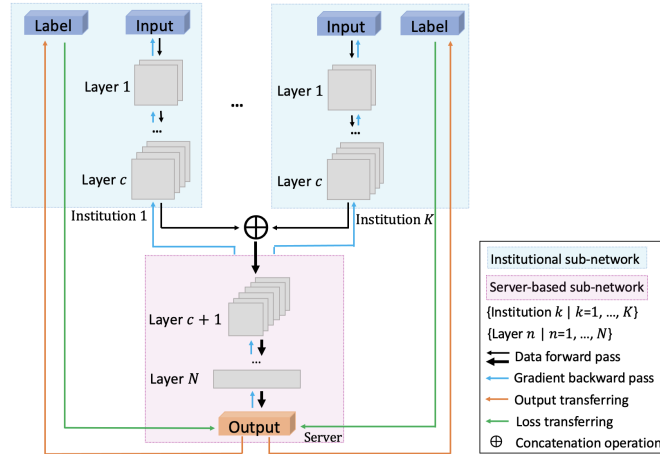 Label
Input
Input
Label
Layer 1
Layer 1
...
...
...
Layer c
Layer c
Institution 1
Institution K
Layer c + 1
...
Layer N
Output
Server
Institutional sub-network
Server-based sub-network
{Institution k | k=1, ..., K}
{Layer n | n=1, ..., N}
Data forward pass
Gradient backward pass
Output transferring
Loss transferring
Concatenation operation